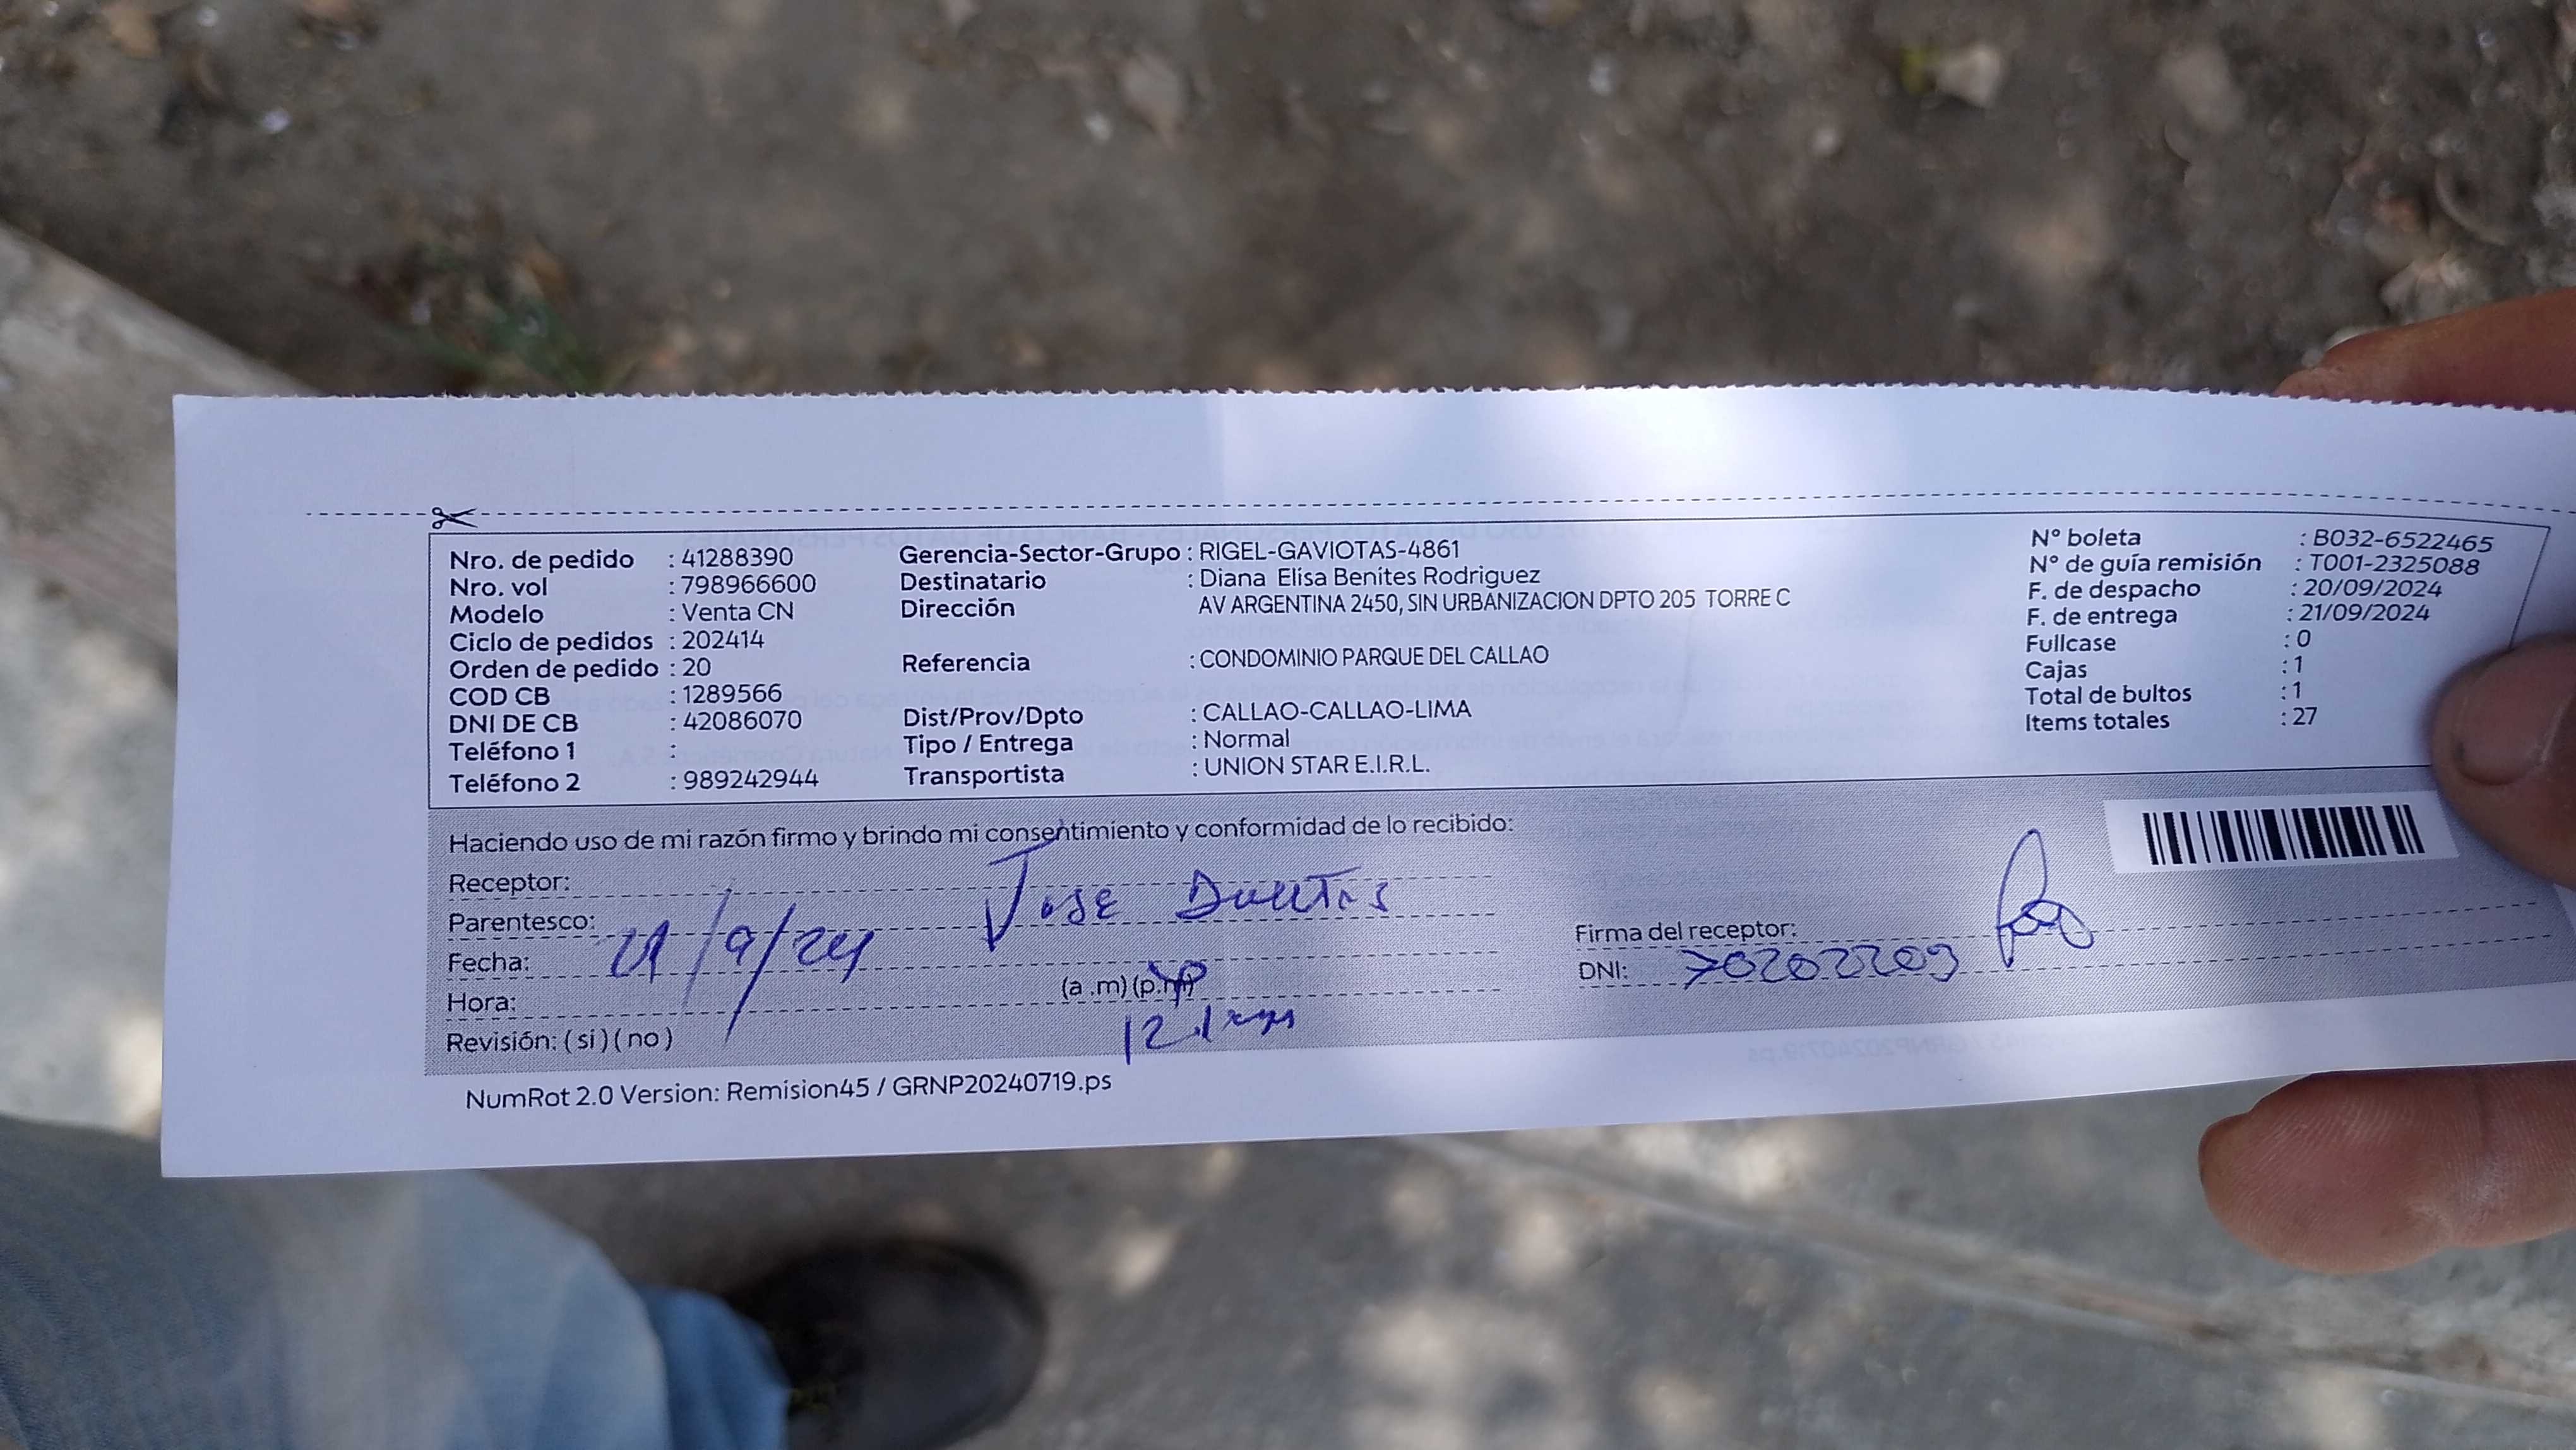 Nro. de pedido : 41288390
Nro. vol : 798966600
Modelo : Venta CN
Ciclo de pedidos : 202414
Orden de pedido : 20
COD CB : 1289566
DNI DE CB : 42086070
Teléfono 1 :
Teléfono 2 : 989242944
Gerencia-Sector-Grupo : RIGEL-GAVIOTAS-4861
Destinatario : Diana Elisa Benites Rodriguez
Dirección AV ARGENTINA 2450, SIN URBANIZACION DPTO 205 TORRE C
Referencia : CONDOMINIO PARQUE DEL CALLAO
Dist/Prov/Dpto : CALLAO-CALLAO-LIMA
Tipo / Entrega : Normal
Transportista : UNION STAR E.I.R.L.
N° boleta : B032-6522465
N° de guía remisión : T001-2325088
F. de despacho : 20/09/2024
F. de entrega : 21/09/2024
Fullcase : 0
Cajas : 1
Total de bultos : 1
Items totales : 27
Haciendo uso de mi razón firmo y brindo mi consentimiento y conformidad de lo recibido:
Receptor:
Parentesco: Jose
Fecha: 21/9/24
Hora: (a .m) (p.m)
Revisión: (si) (no)
Firma del receptor:
DNI: 70202209
NumRot 2.0 Version: Remision45 / GRNP20240719.ps